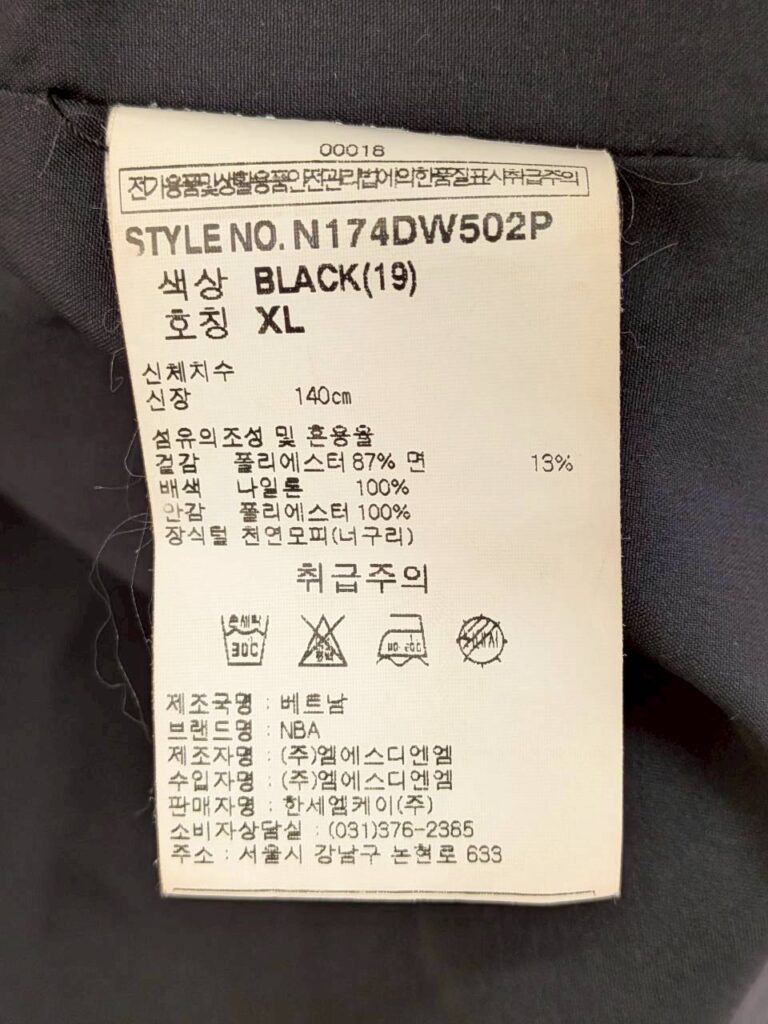 00018
전기용품및생활용품안전관리법에의한품질표시취급주의
STYLE NO. N174DW502P
색상 BLACK(19)
호칭 XL
신체치수
신장 140cm
섬유의조성 및 혼용율
겉감 폴리에스터 87% 면 13%
배색 나일론 100%
안감 폴리에스터 100%
장식털 천연모피(너구리)
취급주의
손세탁
30C
제조국명 : 베트남
브랜드명 : NBA
제조자명 : (주)엠에스디엔엠
수입자명 : (주)엠에스디엔엠
판매자명 : 한세엠케이(주)
소비자상담실 : (031)376-2385
주소 : 서울시 강남구 논현로 633